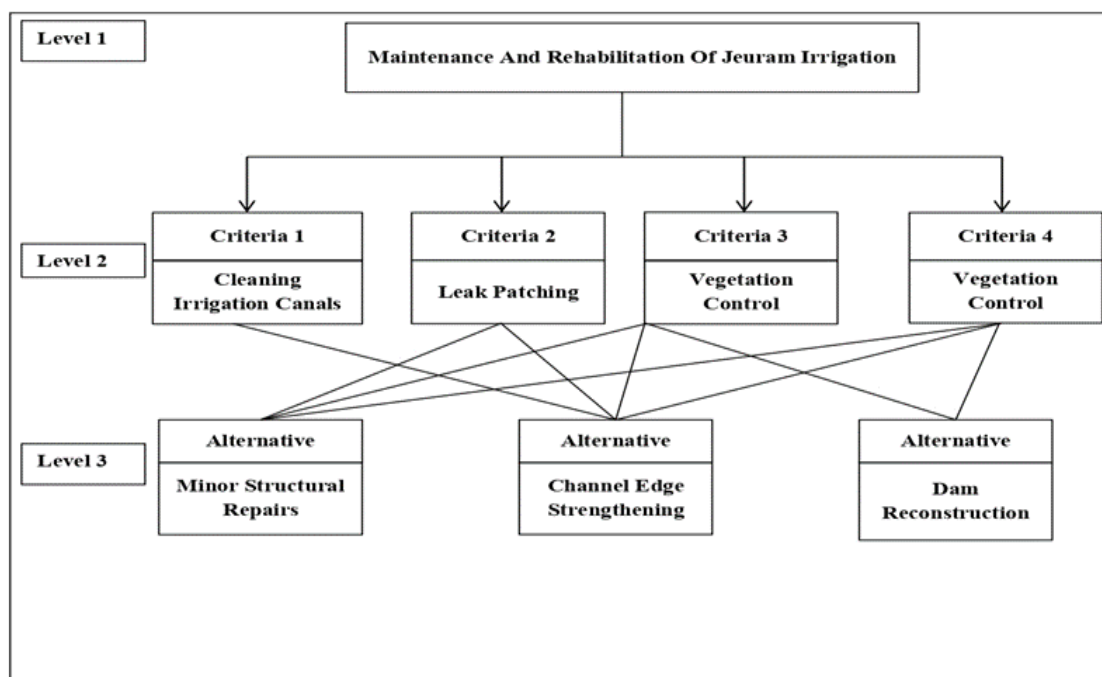 Level 1
Maintenance And Rehabilitation Of Jeuram Irrigation
Level 2
Criteria 1
Cleaning
Irrigation Canals
Criteria 2
Leak Patching
Criteria 3
Vegetation
Control
Criteria 4
Vegetation
Control
Level 3
Alternative
Minor Structural
Repairs
Alternative
Channel Edge
Strengthening
Alternative
Dam
Reconstruction